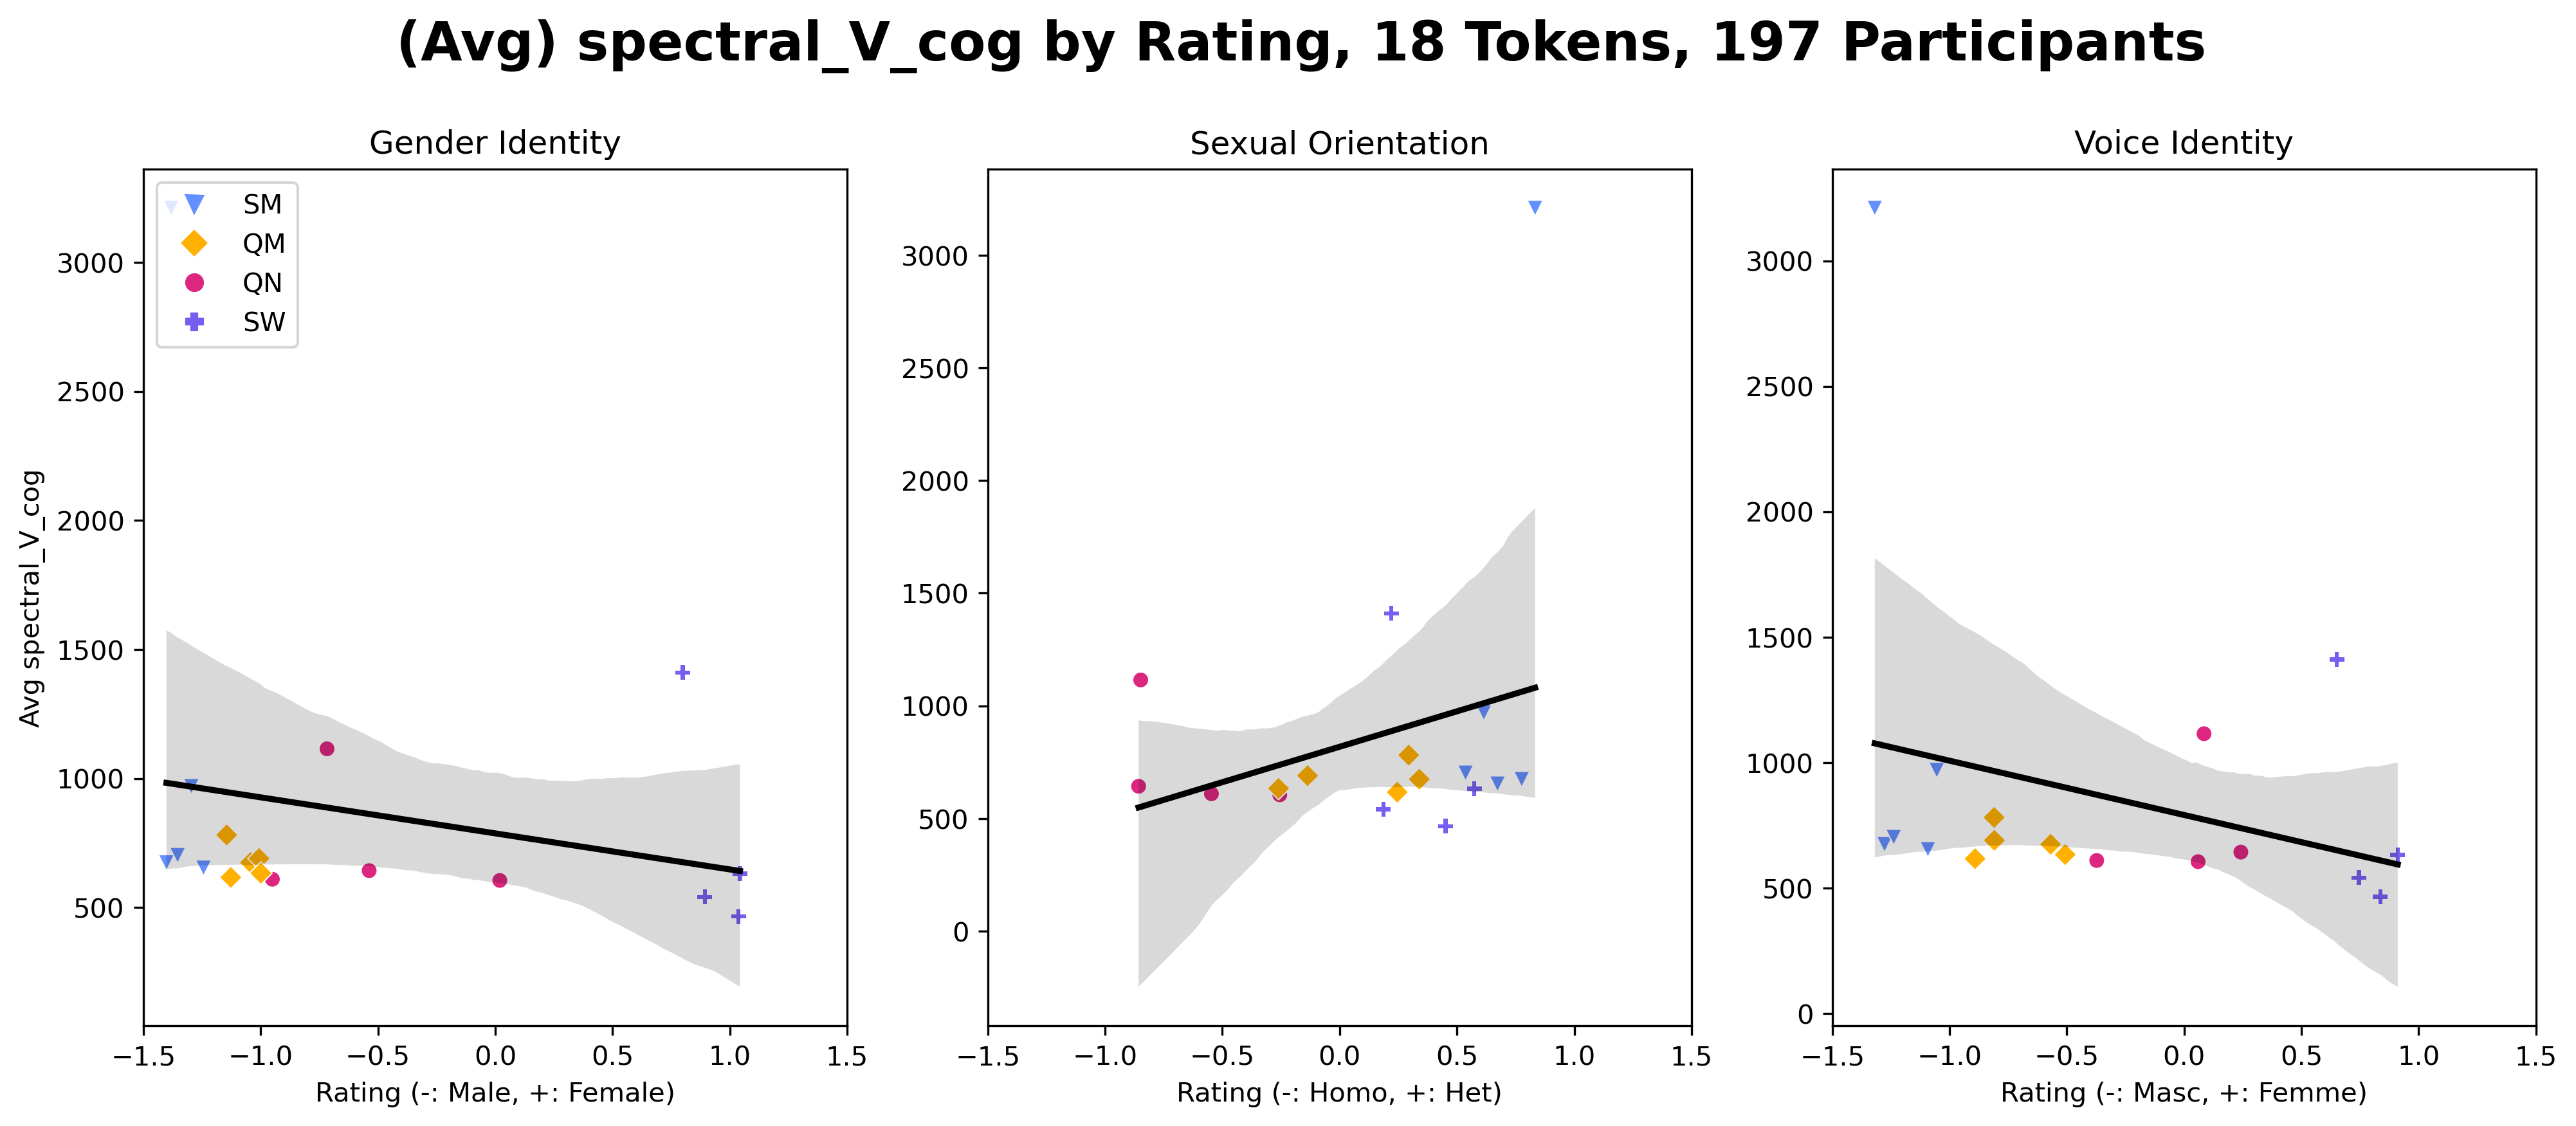 (Avg) spectral_V_cog by Rating, 18 Tokens, 197 Participants
Gender Identity
SM
QM
QN
SW
Avg spectral_V_cog
3000
2500
2000
1500
1000
500
−1.5 −1.0 −0.5 0.0 0.5 1.0 1.5
Rating (-: Male, +: Female)
Sexual Orientation
3000
2500
2000
1500
1000
500
0
−1.5 −1.0 −0.5 0.0 0.5 1.0 1.5
Rating (-: Homo, +: Het)
Voice Identity
3000
2500
2000
1500
1000
500
0
−1.5 −1.0 −0.5 0.0 0.5 1.0 1.5
Rating (-: Masc, +: Femme)